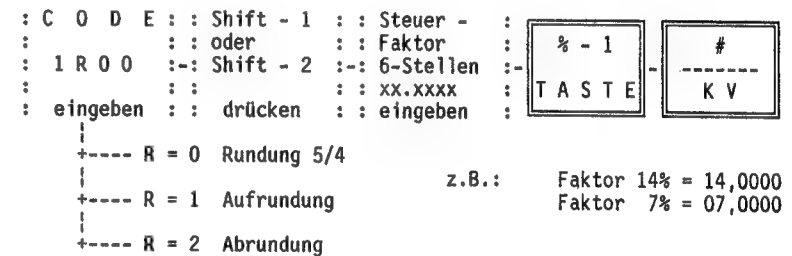 : C O D E : : Shift - 1 : : Steuer - :
: : : oder : : Faktor : % - 1 #
: 1 R 0 0 :-: Shift - 2 :-: 6-Stellen :- - -------
: : : : : xx.xxxx : T A S T E K V
: eingeben : : drücken : : eingeben :
+---- R = 0 Rundung 5/4
z.B.: Faktor 14% = 14,0000
+---- R = 1 Aufrundung Faktor 7% = 07,0000
+---- R = 2 Abrundung